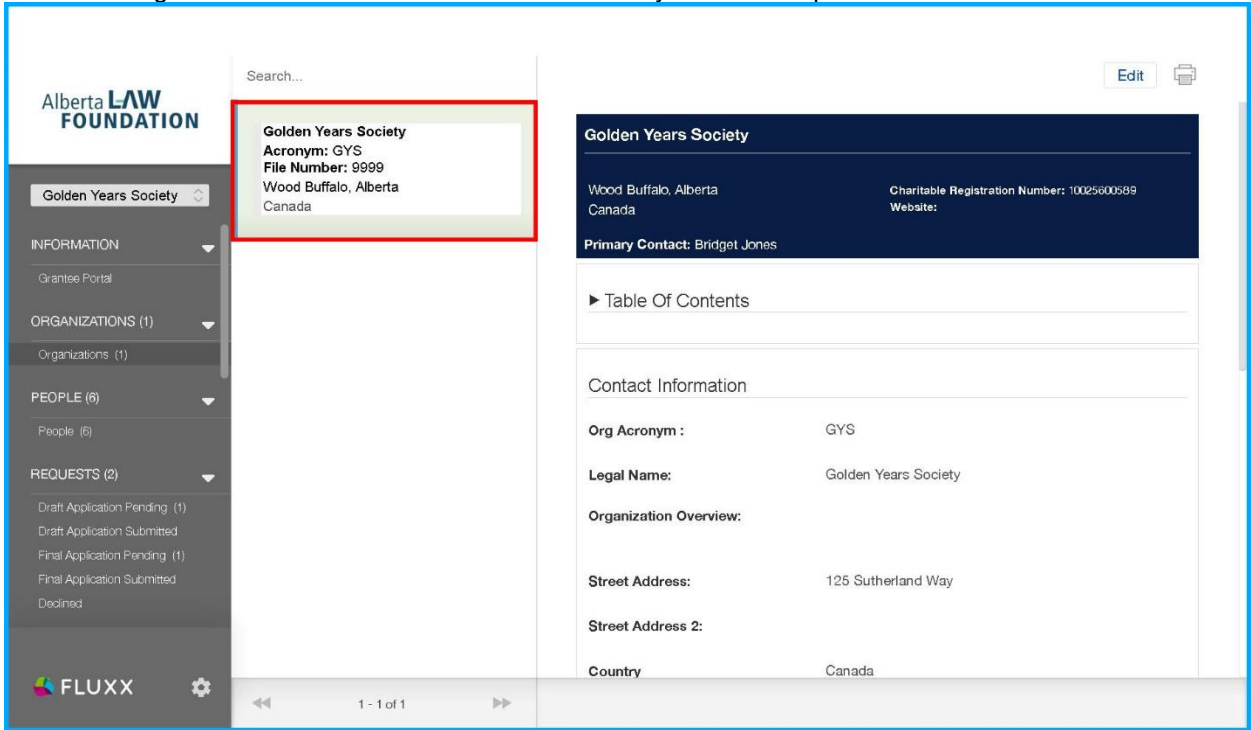 Alberta LAW
FOUNDATION
Golden Years Society
INFORMATION
Grantee Portal
ORGANIZATIONS (1)
Organizations (1)
PEOPLE (6)
People (6)
REQUESTS (2)
Draft Application Pending (1)
Draft Application Submitted
Final Application Pending (1)
Final Application Submitted
Declined
FLUXX
Search...
Golden Years Society
Acronym: GYS
File Number: 9999
Wood Buffalo, Alberta
Canada
1 - 1 of 1
Edit
Golden Years Society
Wood Buffalo, Alberta
Canada
Charitable Registration Number: 10025600589
Website:
Primary Contact: Bridget Jones
Table Of Contents
Contact Information
Org Acronym : GYS
Legal Name: Golden Years Society
Organization Overview:
Street Address: 125 Sutherland Way
Street Address 2:
Country Canada